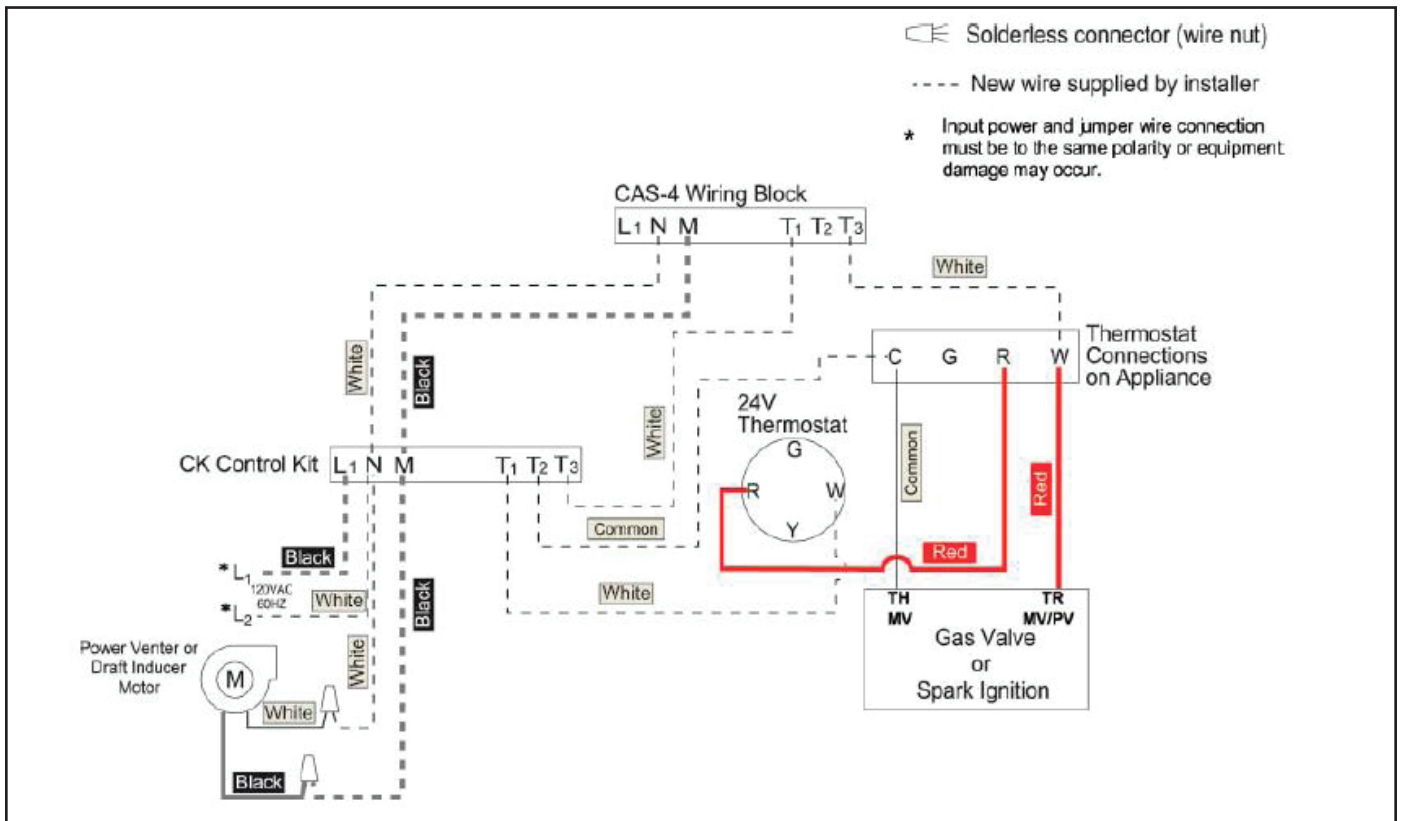 Solderless connector (wire nut)
New wire supplied by installer
* Input power and jumper wire connection
must be to the same polarity or equipment
damage may occur.
CAS-4 Wiring Block
L1 N M T1 T2 T3
White
Thermostat
Connections
on Appliance
C G R W
White
Black
White
24V
Thermostat
G
R W
Y
Common
Red
CK Control Kit L1 N M T1 T2 T3
Common
Black
Red
* L1
120VAC
60HZ
* L2
White
White
Black
White
TH
MV
TR
MV/PV
Gas Valve
or
Spark Ignition
Power Venter or
Draft Inducer
Motor
M
White
Black